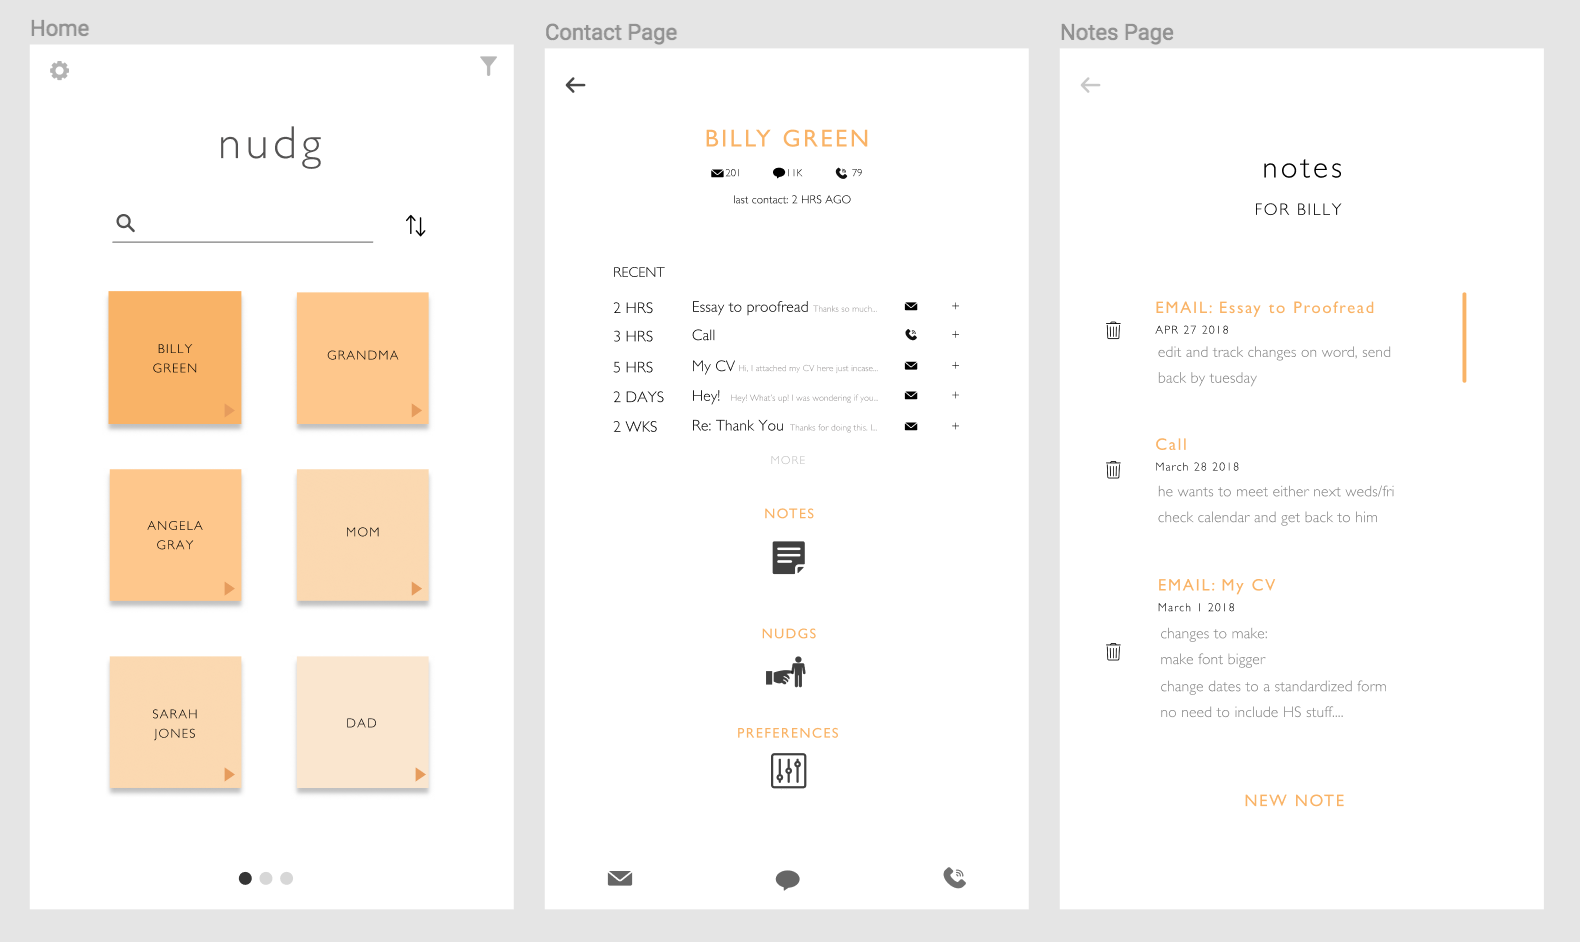 Home
nudg
BILLY
GREEN
GRANDMA
ANGELA
GRAY
MOM
SARAH
JONES
DAD
Contact Page
BILLY GREEN
201 11K 79
last contact: 2 HRS AGO
RECENT
2 HRS Essay to proofread Thanks so much... +
3 HRS Call +
5 HRS My CV Hi, I attached my CV here just incase... +
2 DAYS Hey! Hey! What's up! I was wondering if you... +
2 WKS Re: Thank You Thanks for doing this. I... +
MORE
NOTES
NUDGS
PREFERENCES
Notes Page
notes
FOR BILLY
EMAIL: Essay to Proofread
APR 27 2018
edit and track changes on word, send
back by tuesday
Call
March 28 2018
he wants to meet either next weds/fri
check calendar and get back to him
EMAIL: My CV
March 1 2018
changes to make:
make font bigger
change dates to a standardized form
no need to include HS stuff....
NEW NOTE